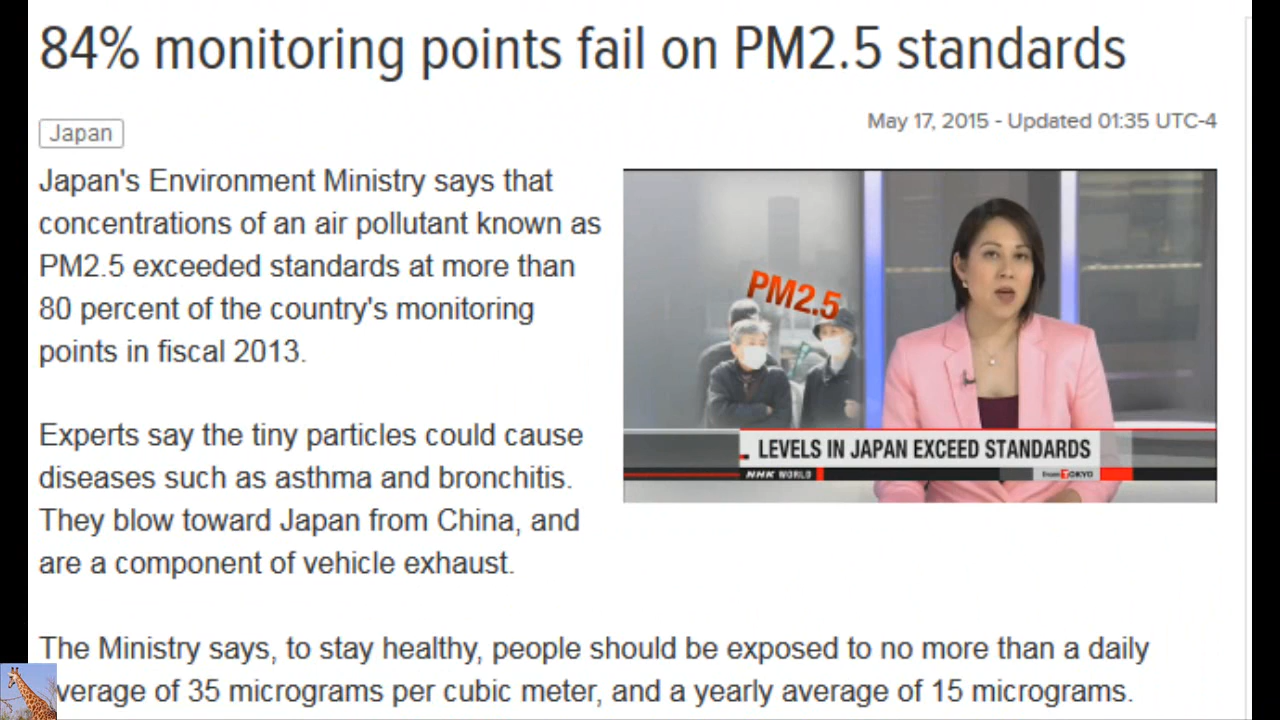 84% monitoring points fail on PM2.5 standards
May 17, 2015 - Updated 01:35 UTC-4
Japan
Japan's Environment Ministry says that
concentrations of an air pollutant known as
PM2.5 exceeded standards at more than
80 percent of the country's monitoring
points in fiscal 2013.
Experts say the tiny particles could cause
diseases such as asthma and bronchitis.
They blow toward Japan from China, and
are a component of vehicle exhaust.
PM2.5
LEVELS IN JAPAN EXCEED STANDARDS
NHK WORLD
from TOKYO
The Ministry says, to stay healthy, people should be exposed to no more than a daily
verage of 35 micrograms per cubic meter, and a yearly average of 15 micrograms.